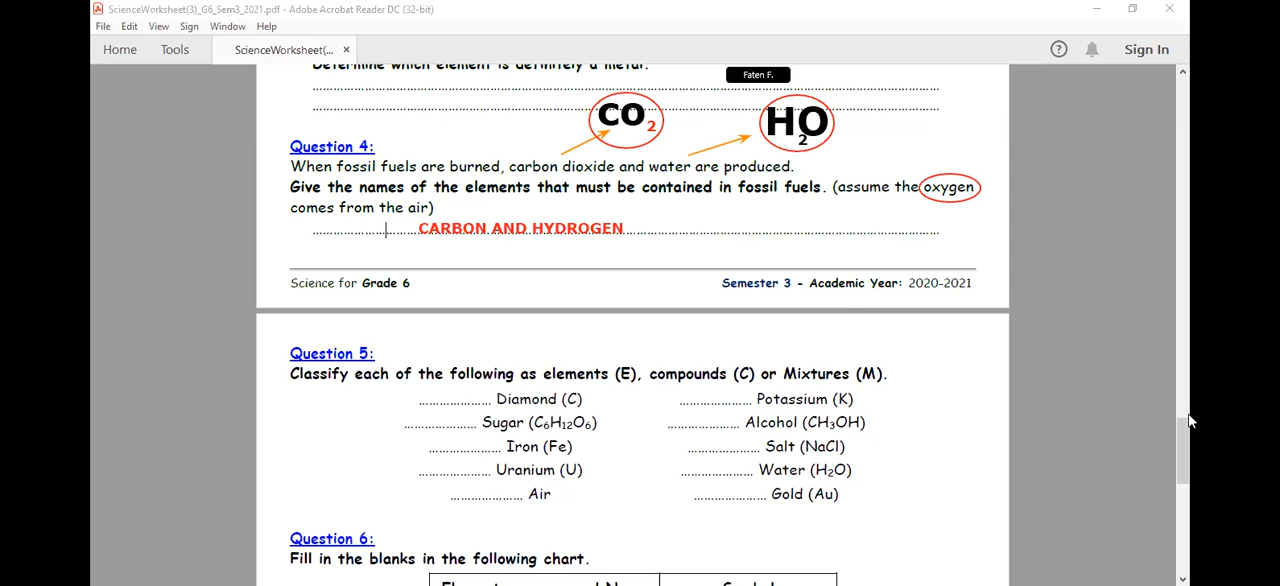 ScienceWorksheet(3)_G6_Sem3_2021.pdf - Adobe Acrobat Reader DC (32-bit)
File Edit View Sign Window Help
Home Tools ScienceWorksheet(... × ? Sign In
Determine which element is definitely a metal.
Faten F.
CO₂ H₂O
Question 4:
When fossil fuels are burned, carbon dioxide and water are produced.
Give the names of the elements that must be contained in fossil fuels. (assume the oxygen
comes from the air)
CARBON AND HYDROGEN
Science for Grade 6 Semester 3 - Academic Year: 2020-2021
Question 5:
Classify each of the following as elements (E), compounds (C) or Mixtures (M).
.................... Diamond (C) .................... Potassium (K)
.................... Sugar (C₆H₁₂O₆) .................... Alcohol (CH₃OH)
.................... Iron (Fe) .................... Salt (NaCl)
.................... Uranium (U) .................... Water (H₂O)
.................... Air .................... Gold (Au)
Question 6:
Fill in the blanks in the following chart.